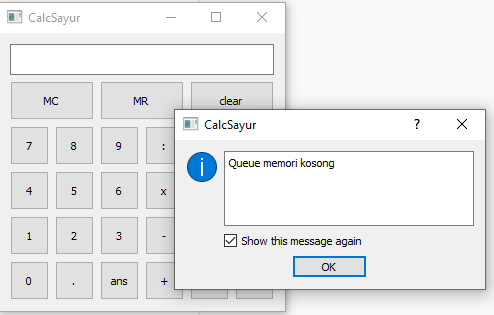 CalcSayur
MC MR clear
CalcSayur ?
Queue memori kosong
Show this message again
OK
7 8 9 :
4 5 6 x
1 2 3 -
0 . ans +